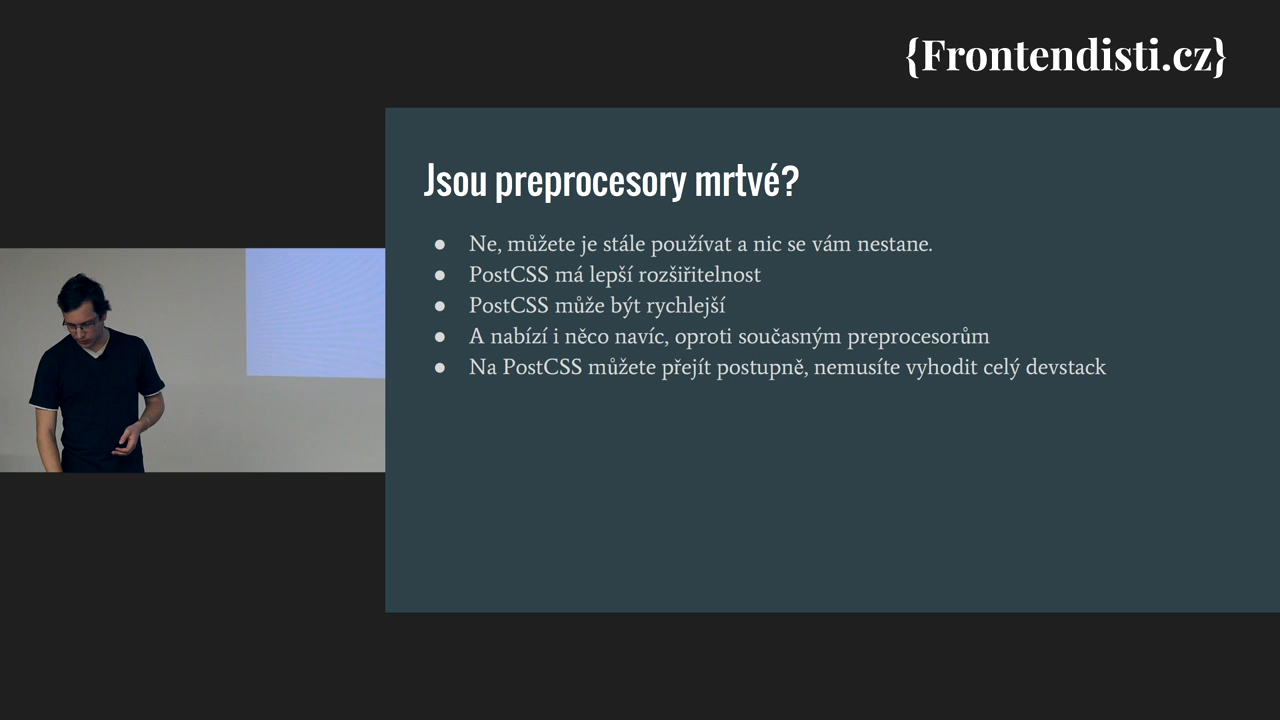 {Frontendisti.cz}
Jsou preprocesory mrtvé?
● Ne, můžete je stále používat a nic se vám nestane.
● PostCSS má lepší rozšiřitelnost
● PostCSS může být rychlejší
● A nabízí i něco navíc, oproti současným preprocesorům
● Na PostCSS můžete přejít postupně, nemusíte vyhodit celý devstack